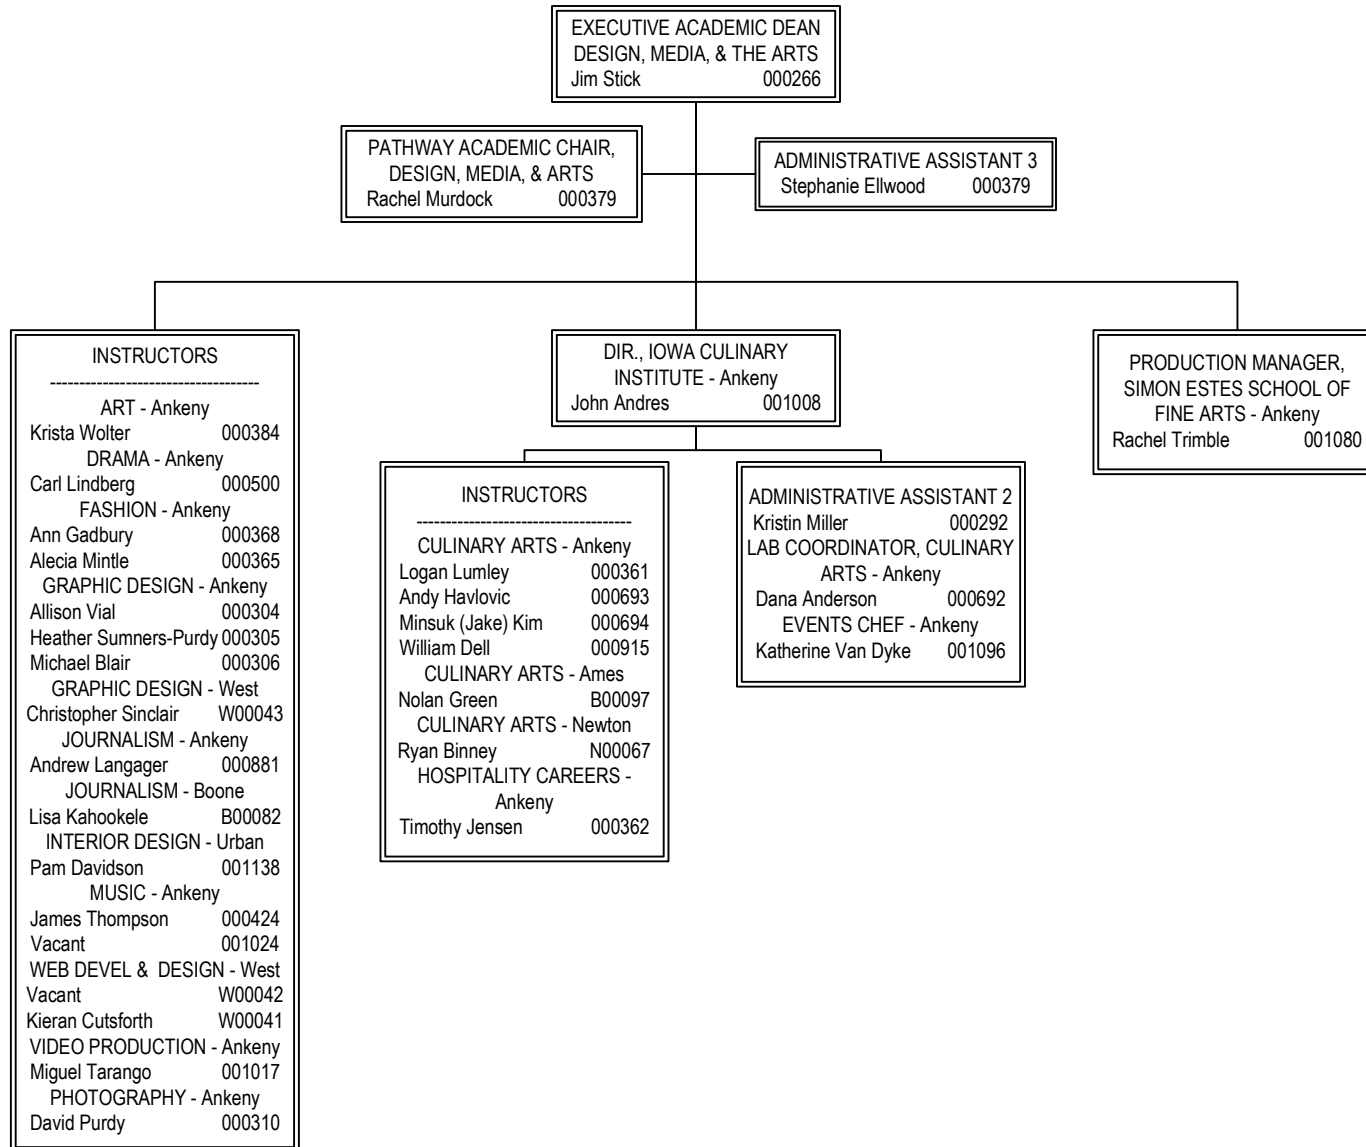 EXECUTIVE ACADEMIC DEAN
DESIGN, MEDIA, & THE ARTS
Jim Stick 000266
PATHWAY ACADEMIC CHAIR,
DESIGN, MEDIA, & ARTS
Rachel Murdock 000379
ADMINISTRATIVE ASSISTANT 3
Stephanie Ellwood 000379
INSTRUCTORS
------------------------------------
ART - Ankeny
Krista Wolter 000384
DRAMA - Ankeny
Carl Lindberg 000500
FASHION - Ankeny
Ann Gadbury 000368
Alecia Mintle 000365
GRAPHIC DESIGN - Ankeny
Allison Vial 000304
Heather Sumners-Purdy 000305
Michael Blair 000306
GRAPHIC DESIGN - West
Christopher Sinclair W00043
JOURNALISM - Ankeny
Andrew Langager 000881
JOURNALISM - Boone
Lisa Kahookele B00082
INTERIOR DESIGN - Urban
Pam Davidson 001138
MUSIC - Ankeny
James Thompson 000424
Vacant 001024
WEB DEVEL & DESIGN - West
Vacant W00042
Kieran Cutsforth W00041
VIDEO PRODUCTION - Ankeny
Miguel Tarango 001017
PHOTOGRAPHY - Ankeny
David Purdy 000310
DIR., IOWA CULINARY
INSTITUTE - Ankeny
John Andres 001008
INSTRUCTORS
-------------------------------------
CULINARY ARTS - Ankeny
Logan Lumley 000361
Andy Havlovic 000693
Minsuk (Jake) Kim 000694
William Dell 000915
CULINARY ARTS - Ames
Nolan Green B00097
CULINARY ARTS - Newton
Ryan Binney N00067
HOSPITALITY CAREERS -
Ankeny
Timothy Jensen 000362
ADMINISTRATIVE ASSISTANT 2
Kristin Miller 000292
LAB COORDINATOR, CULINARY
ARTS - Ankeny
Dana Anderson 000692
EVENTS CHEF - Ankeny
Katherine Van Dyke 001096
PRODUCTION MANAGER,
SIMON ESTES SCHOOL OF
FINE ARTS - Ankeny
Rachel Trimble 001080